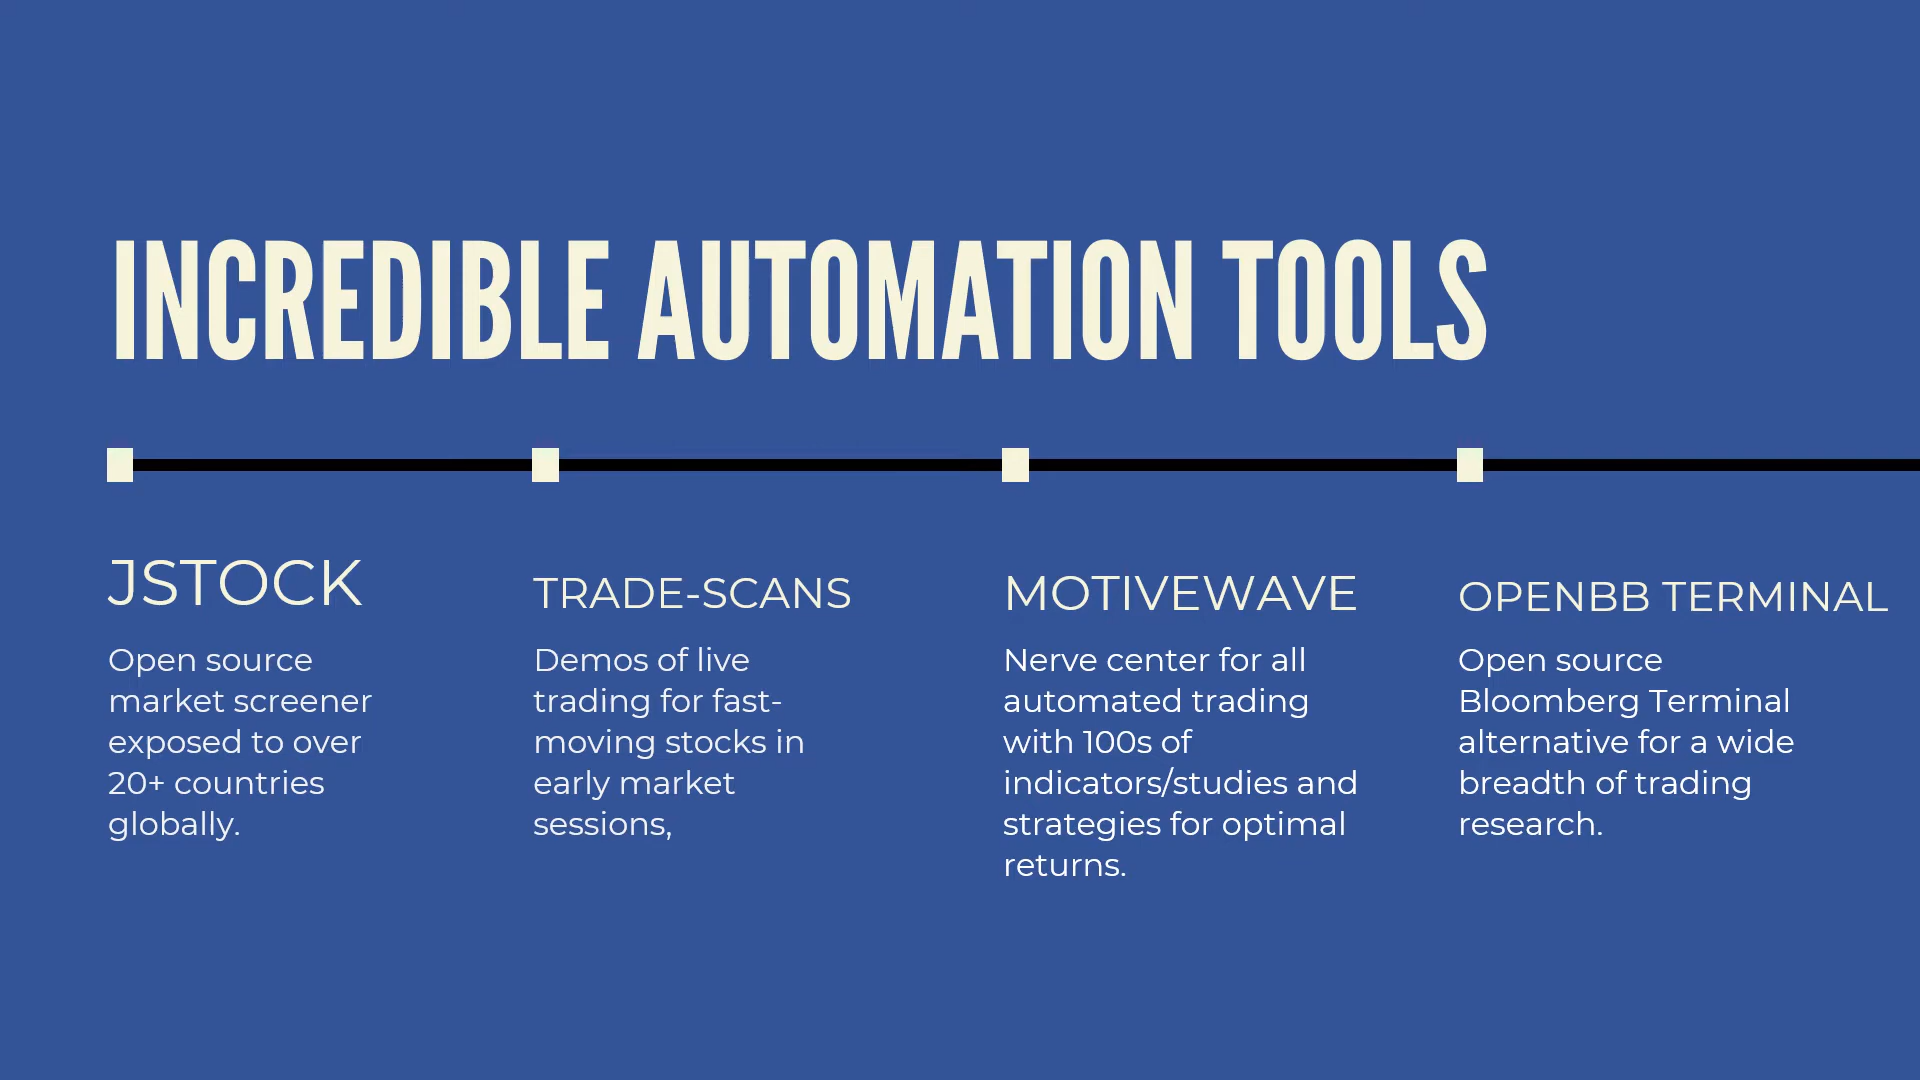 INCREDIBLE AUTOMATION TOOLS
JSTOCK
Open source
market screener
exposed to over
20+ countries
globally.
TRADE-SCANS
Demos of live
trading for fast-
moving stocks in
early market
sessions,
MOTIVEWAVE
Nerve center for all
automated trading
with 100s of
indicators/studies and
strategies for optimal
returns.
OPENBB TERMINAL
Open source
Bloomberg Terminal
alternative for a wide
breadth of trading
research.